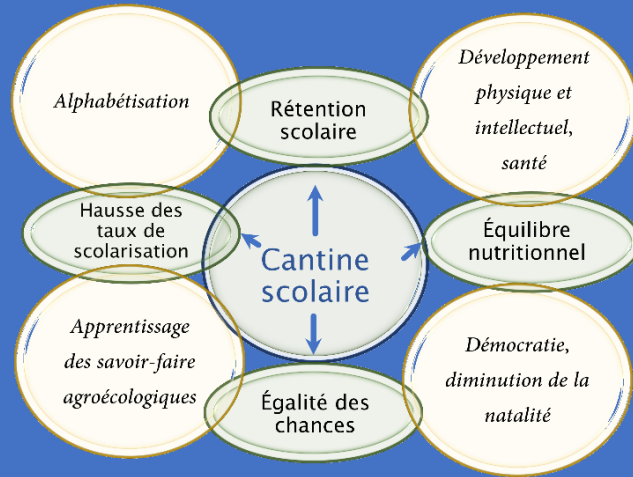 Alphabétisation
Rétention
scolaire
Développement
physique et
intellectuel,
santé
Hausse des
taux de
scolarisation
Cantine
scolaire
Équilibre
nutritionnel
Apprentissage
des savoir-faire
agroécologiques
Égalité des
chances
Démocratie,
diminution de la
natalité